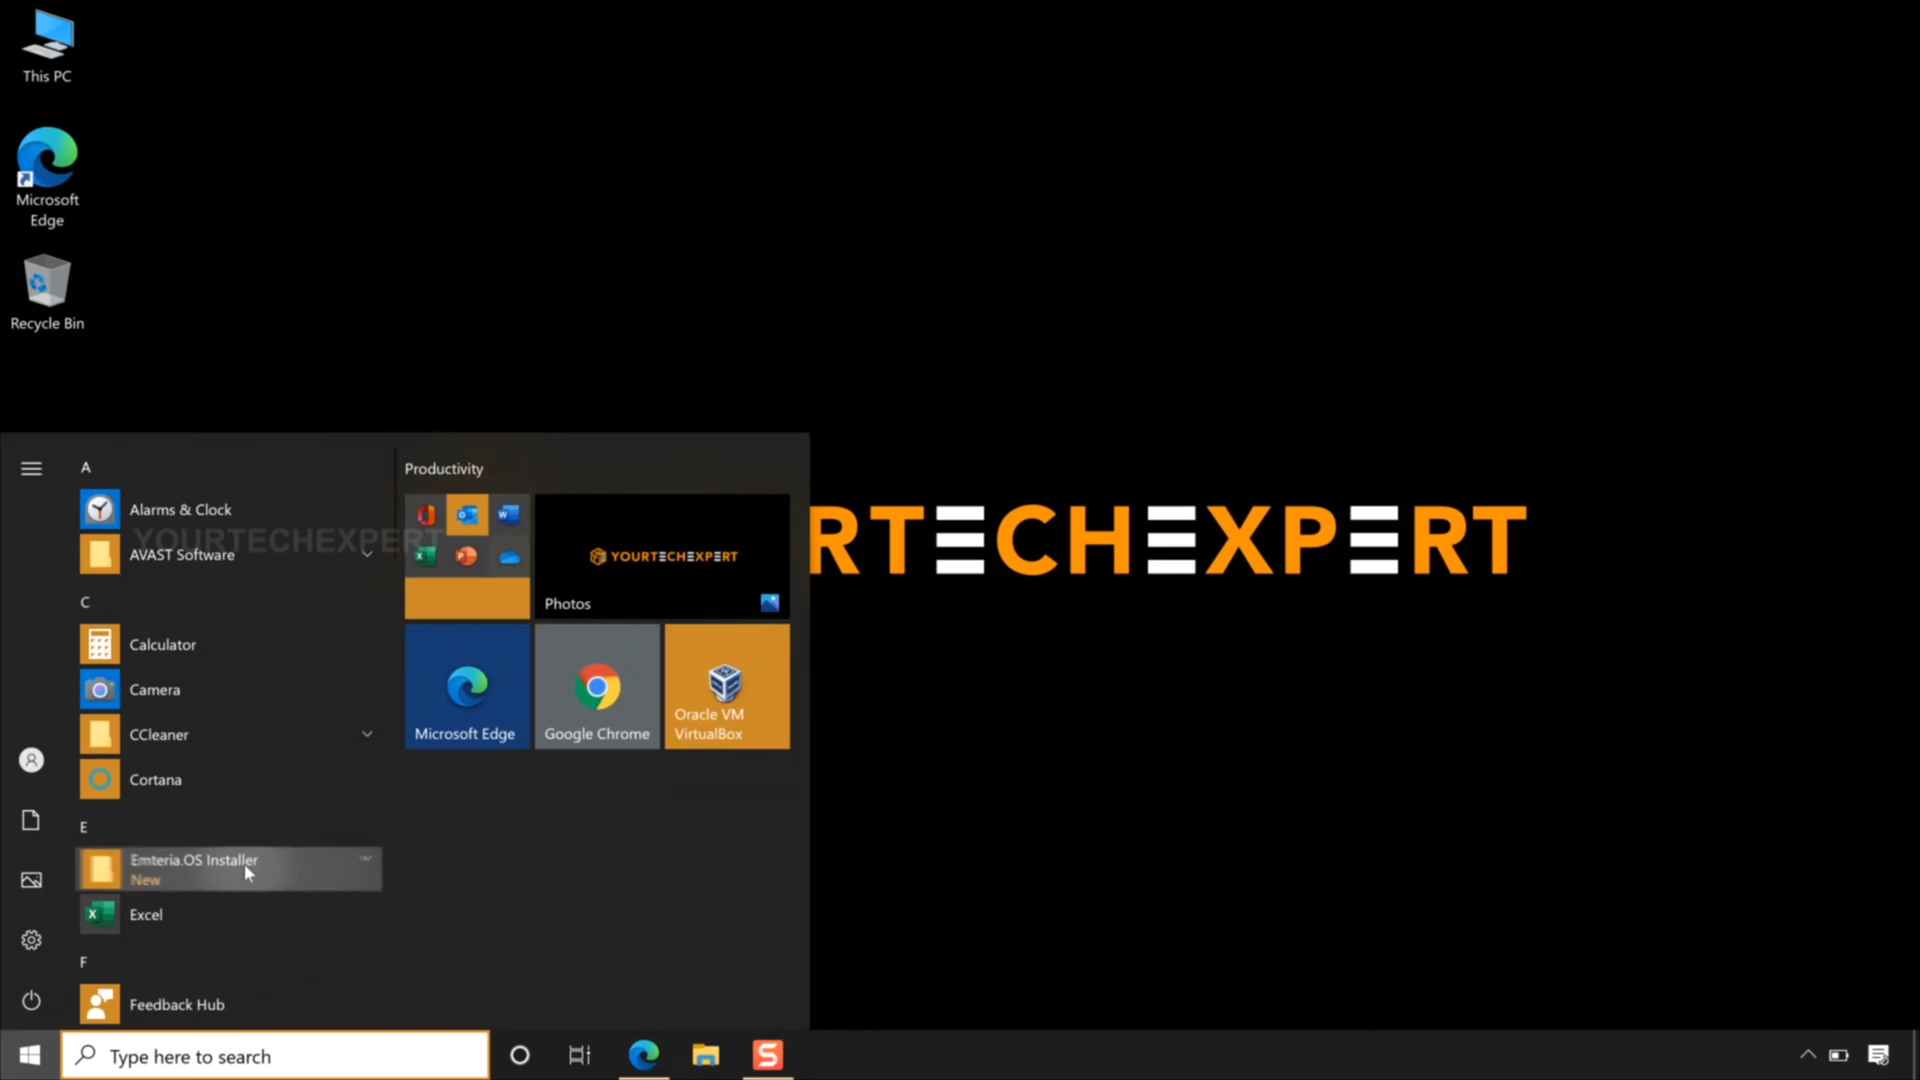 This PC
Microsoft
Edge
Recycle Bin
A
Alarms & Clock
YOURTECHEXPERT
AVAST Software
C
Calculator
Camera
CCleaner
Cortana
E
Emteria.OS Installer
New
Excel
F
Feedback Hub
Productivity
YOURTECHEXPERT
Photos
Microsoft Edge
Google Chrome
Oracle VM
VirtualBox
RTECHEXPERT
Type here to search